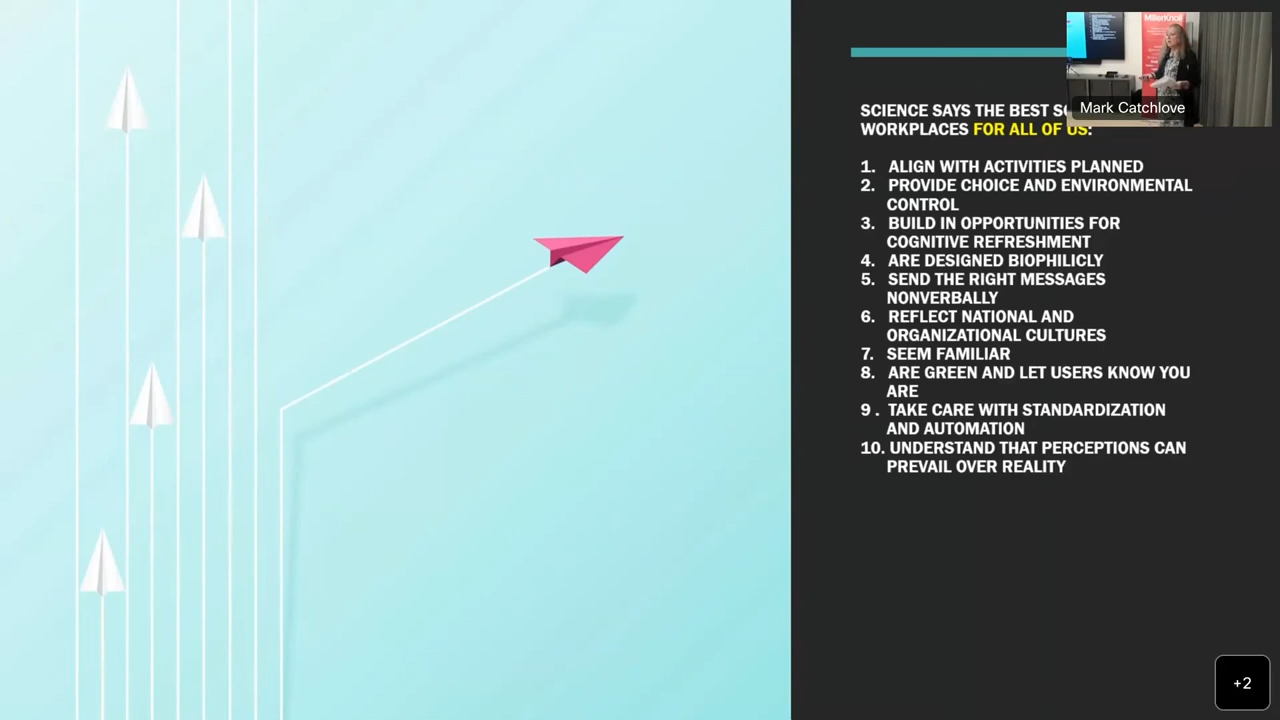 MillerKnoll
Mark Catchlove
SCIENCE SAYS THE BEST
WORKPLACES FOR ALL OF US:
1. ALIGN WITH ACTIVITIES PLANNED
2. PROVIDE CHOICE AND ENVIRONMENTAL
CONTROL
3. BUILD IN OPPORTUNITIES FOR
COGNITIVE REFRESHMENT
4. ARE DESIGNED BIOPHILICLY
5. SEND THE RIGHT MESSAGES
NONVERBALLY
6. REFLECT NATIONAL AND
ORGANIZATIONAL CULTURES
7. SEEM FAMILIAR
8. ARE GREEN AND LET USERS KNOW YOU
ARE
9 . TAKE CARE WITH STANDARDIZATION
AND AUTOMATION
10. UNDERSTAND THAT PERCEPTIONS CAN
PREVAIL OVER REALITY
+2